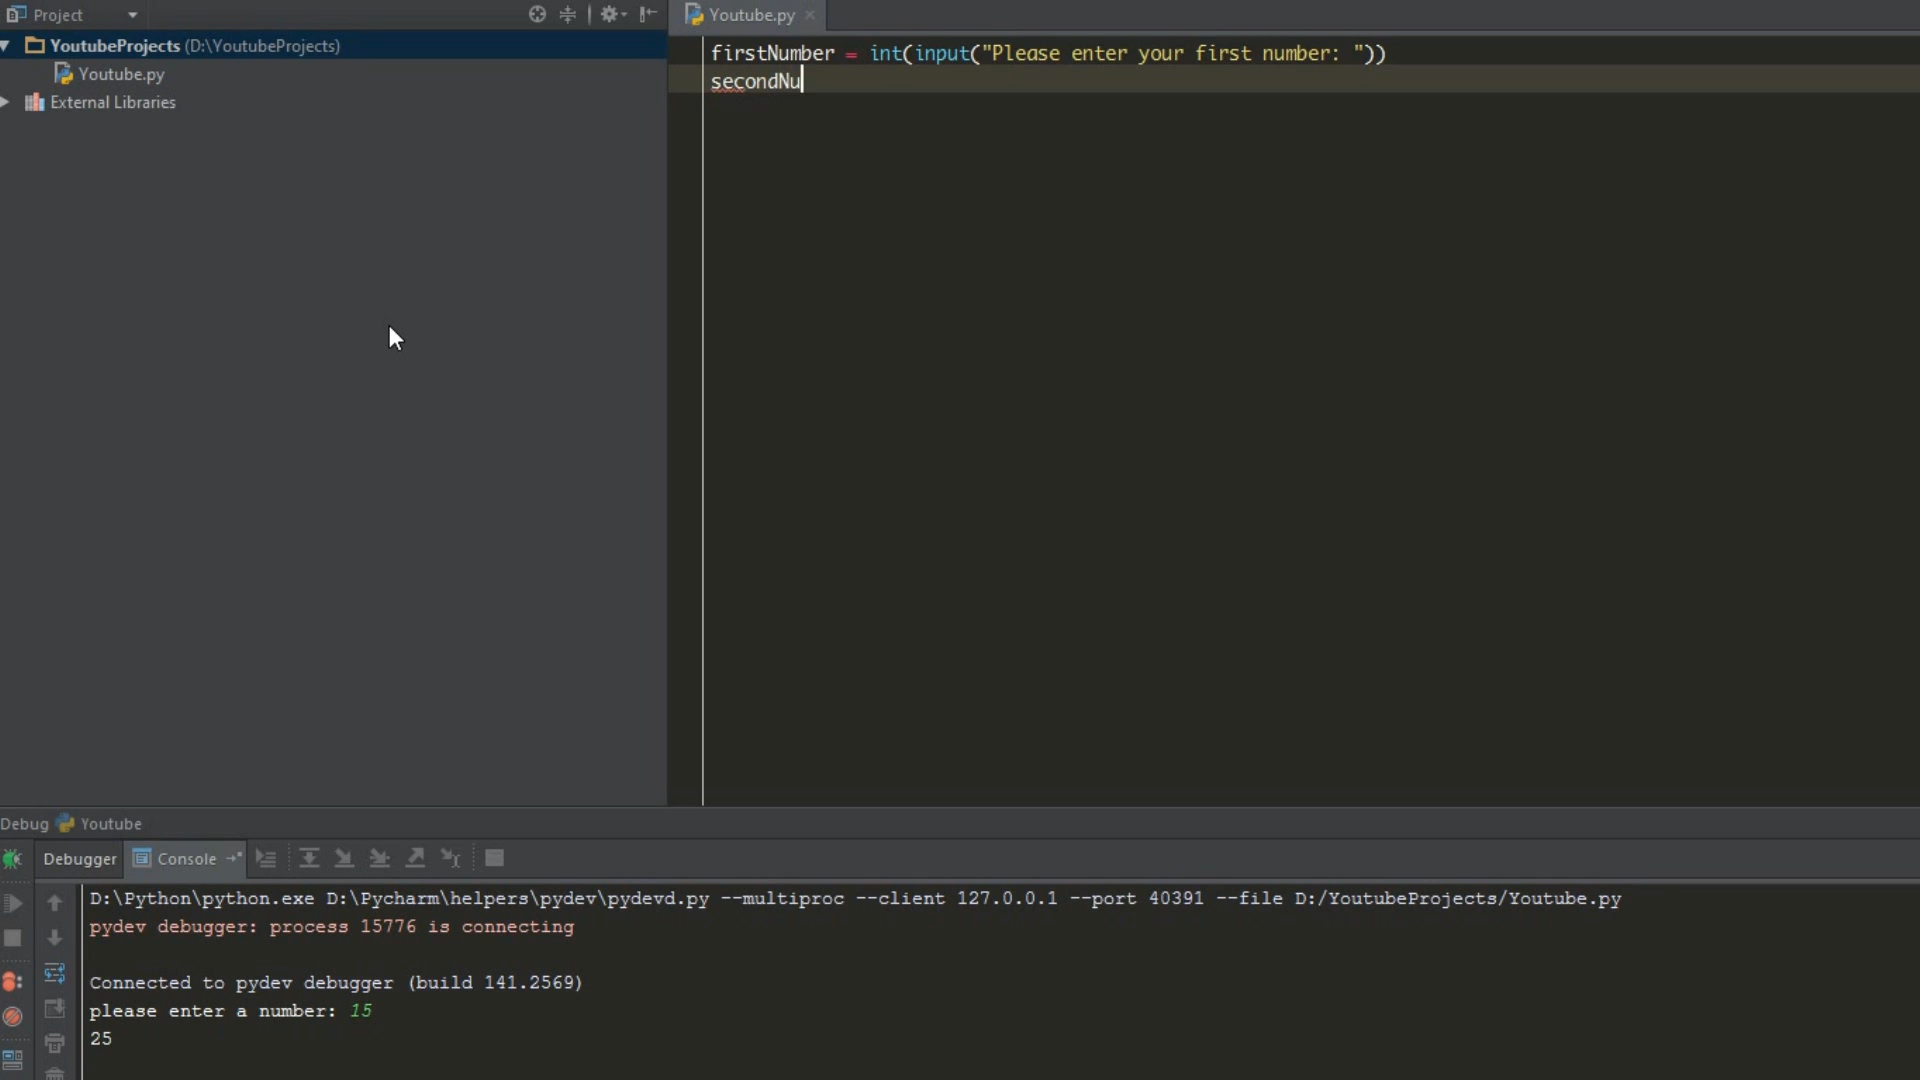 Project
YoutubeProjects (D:\YoutubeProjects)
Youtube.py
External Libraries
Youtube.py
firstNumber = int(input("Please enter your first number: "))
secondNu
Debug Youtube
Debugger Console
D:\Python\python.exe D:\Pycharm\helpers\pydev\pydevd.py --multiproc --client 127.0.0.1 --port 40391 --file D:/YoutubeProjects/Youtube.py
pydev debugger: process 15776 is connecting
Connected to pydev debugger (build 141.2569)
please enter a number: 15
25